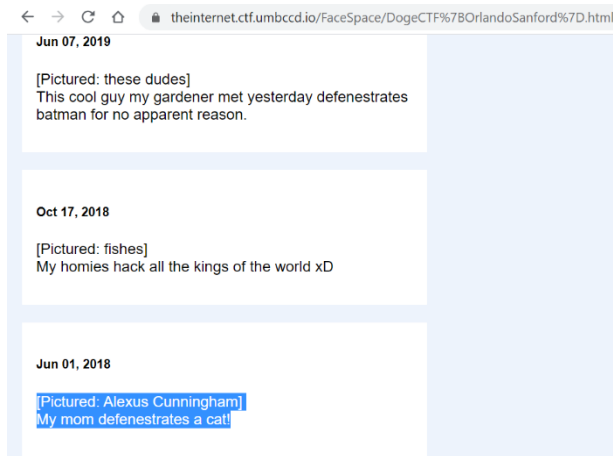 theinternet.ctf.umbccd.io/FaceSpace/DogeCTF%7BOrlandoSanford%7D.html
Jun 07, 2019
[Pictured: these dudes]
This cool guy my gardener met yesterday defenestrates
batman for no apparent reason.
Oct 17, 2018
[Pictured: fishes]
My homies hack all the kings of the world xD
Jun 01, 2018
[Pictured: Alexus Cunningham]
My mom defenestrates a cat!